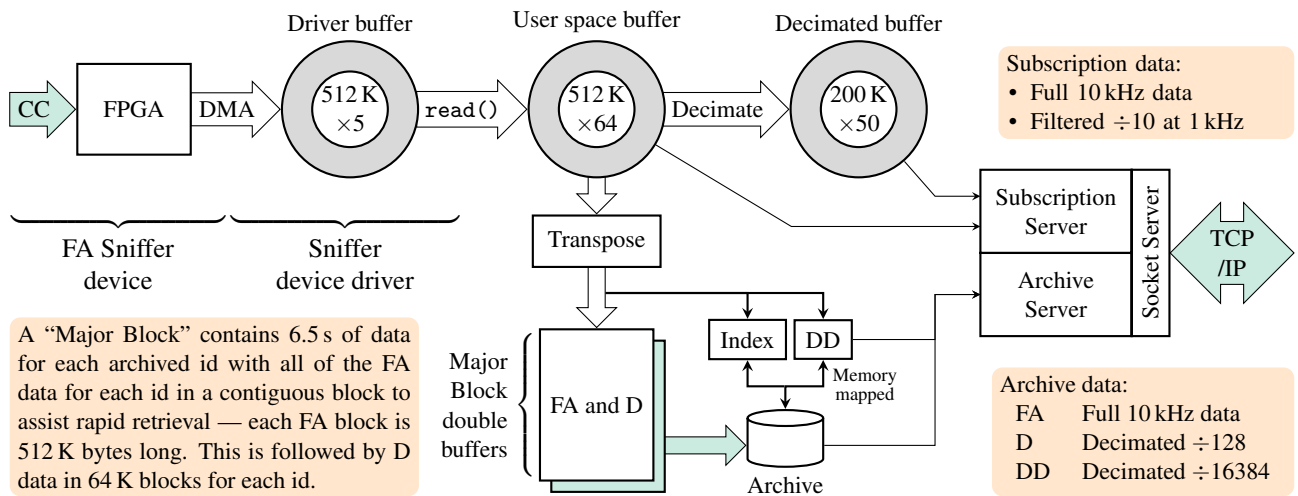 Driver buffer
User space buffer
Decimated buffer
CC
FPGA
DMA
512 K
×5
read()
512 K
×64
Decimate
200 K
×50
Subscription data:
• Full 10 kHz data
• Filtered ÷10 at 1 kHz
FA Sniffer
device
Sniffer
device driver
Transpose
Subscription
Server
Archive
Server
Socket Server
TCP
/IP
A “Major Block” contains 6.5 s of data
for each archived id with all of the FA
data for each id in a contiguous block to
assist rapid retrieval — each FA block is
512 K bytes long. This is followed by D
data in 64 K blocks for each id.
Major
Block
double
buffers
FA and D
Index
DD
Memory
mapped
Archive
Archive data:
FA Full 10 kHz data
D Decimated ÷128
DD Decimated ÷16384